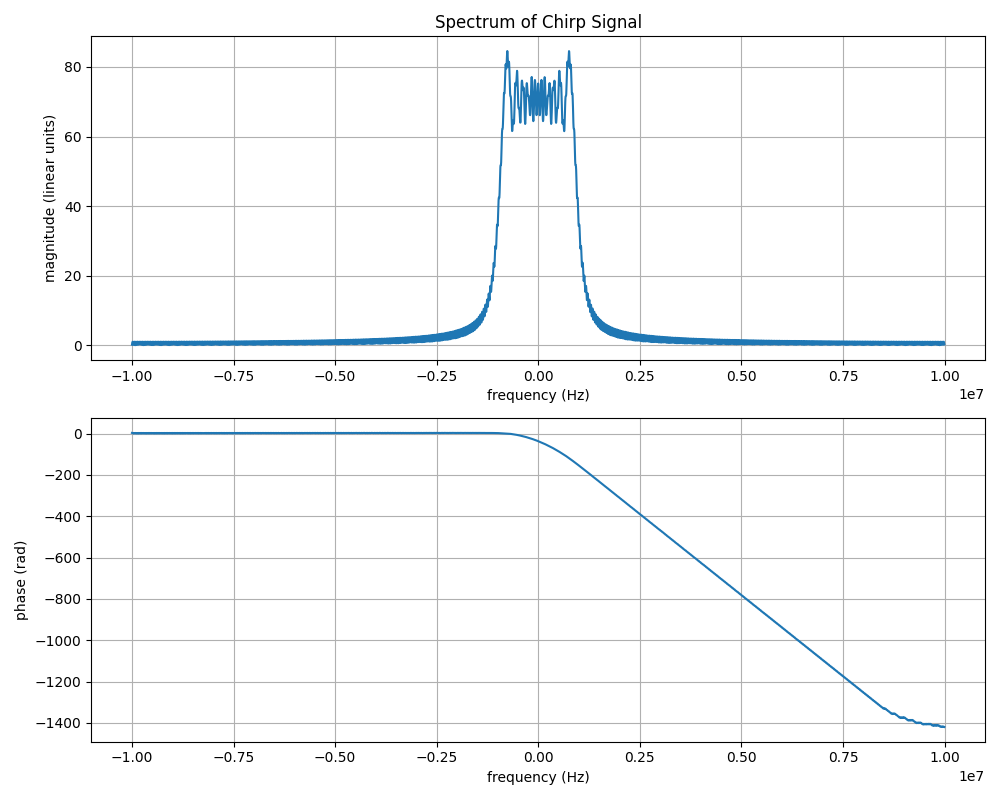 Spectrum of Chirp Signal
magnitude (linear units)
80
60
40
20
0
−1.00 −0.75 −0.50 −0.25 0.00 0.25 0.50 0.75 1.00
1e7
frequency (Hz)
phase (rad)
0
−200
−400
−600
−800
−1000
−1200
−1400
−1.00 −0.75 −0.50 −0.25 0.00 0.25 0.50 0.75 1.00
1e7
frequency (Hz)